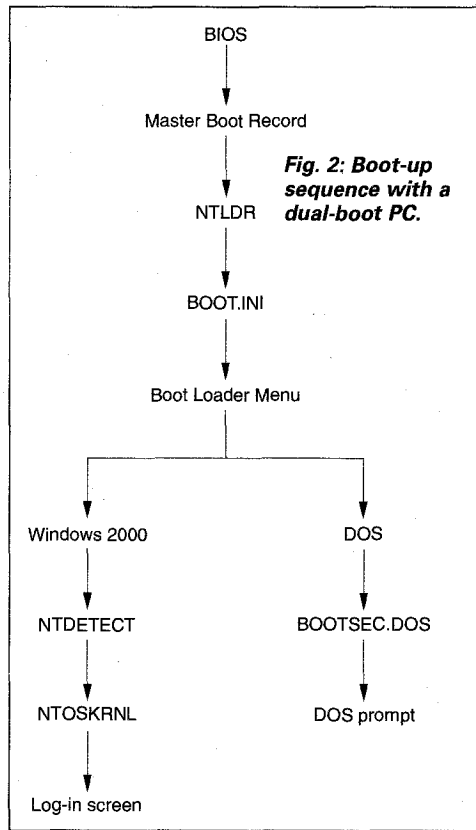 BIOS
Master Boot Record
Fig. 2: Boot-up
sequence with a
dual-boot PC.
NTLDR
BOOT.INI
Boot Loader Menu
Windows 2000
DOS
NTDETECT
BOOTSEC.DOS
NTOSKRNL
DOS prompt
Log-in screen